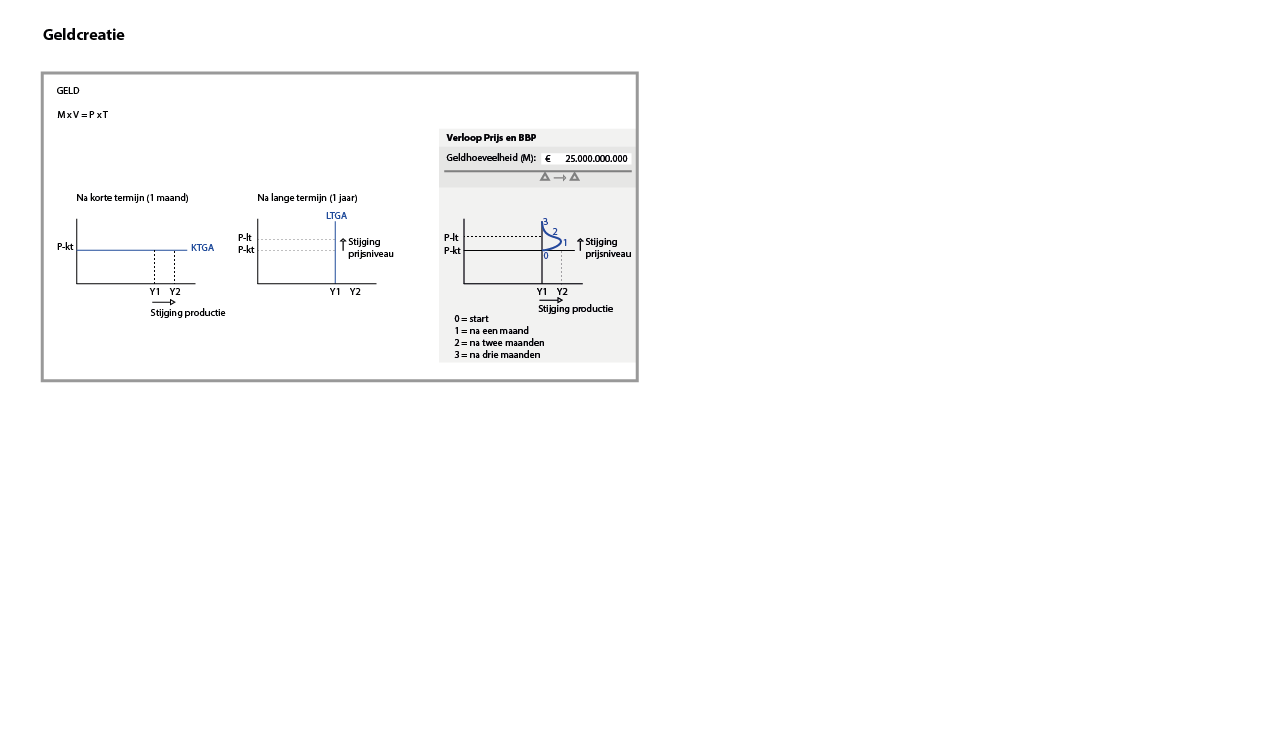 Geldcreatie
GELD
M x V = P x T
Verloop Prijs en BBP
Geldhoeveelheid (M): € 25.000.000.000
Na korte termijn (1 maand)
P-kt
KTGA
Y1 Y2
Stijging productie
Na lange termijn (1 jaar)
LTGA
P-lt
P-kt
Stijging
prijsniveau
Y1 Y2
3
2
1
0
P-lt
P-kt
Stijging
prijsniveau
Y1 Y2
Stijging productie
0 = start
1 = na een maand
2 = na twee maanden
3 = na drie maanden